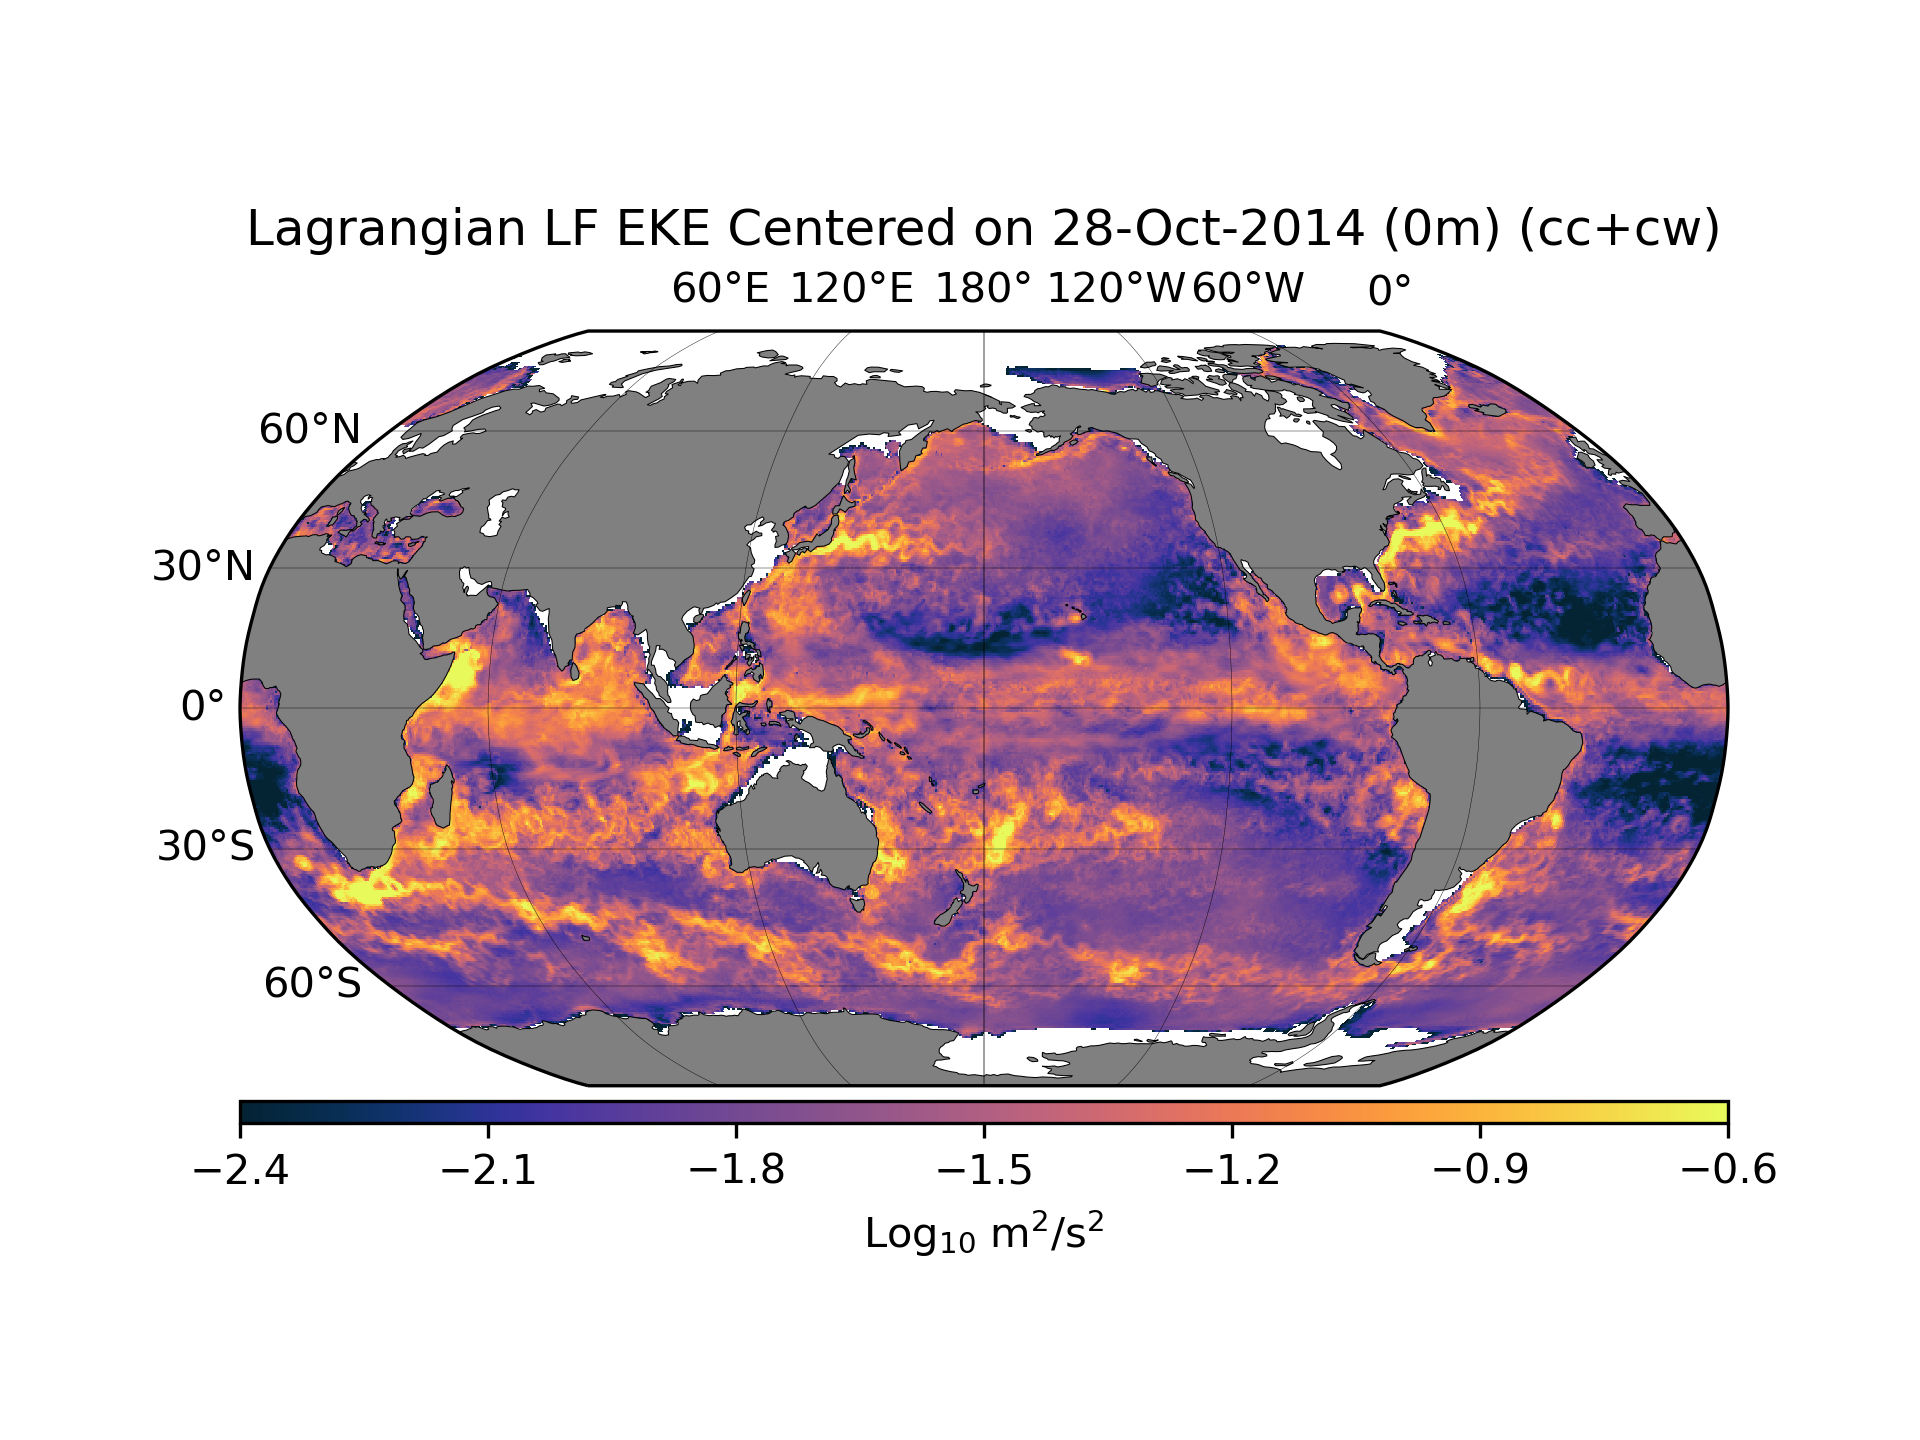 Lagrangian LF EKE Centered on 28-Oct-2014 (0m) (cc+cw)
60°E 120°E 180° 120°W 60°W 0°
60°N
30°N
0°
30°S
60°S
−2.4 −2.1 −1.8 −1.5 −1.2 −0.9 −0.6
Log₁₀ m²/s²